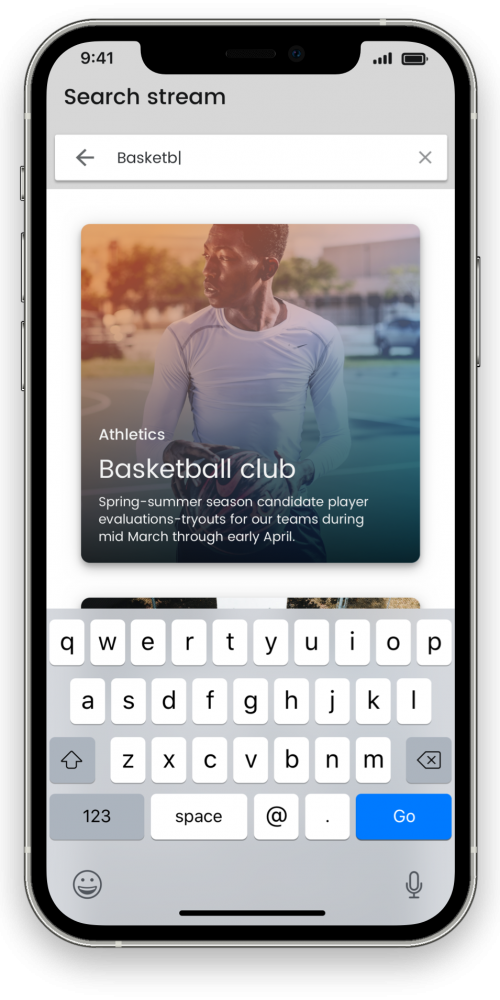 9:41
Search stream
Basketb
Athletics
Basketball club
Spring-summer season candidate player
evaluations-tryouts for our teams during
mid March through early April.
q w e r t y u i o p
a s d f g h j k l
z x c v b n m
123 space @ . Go